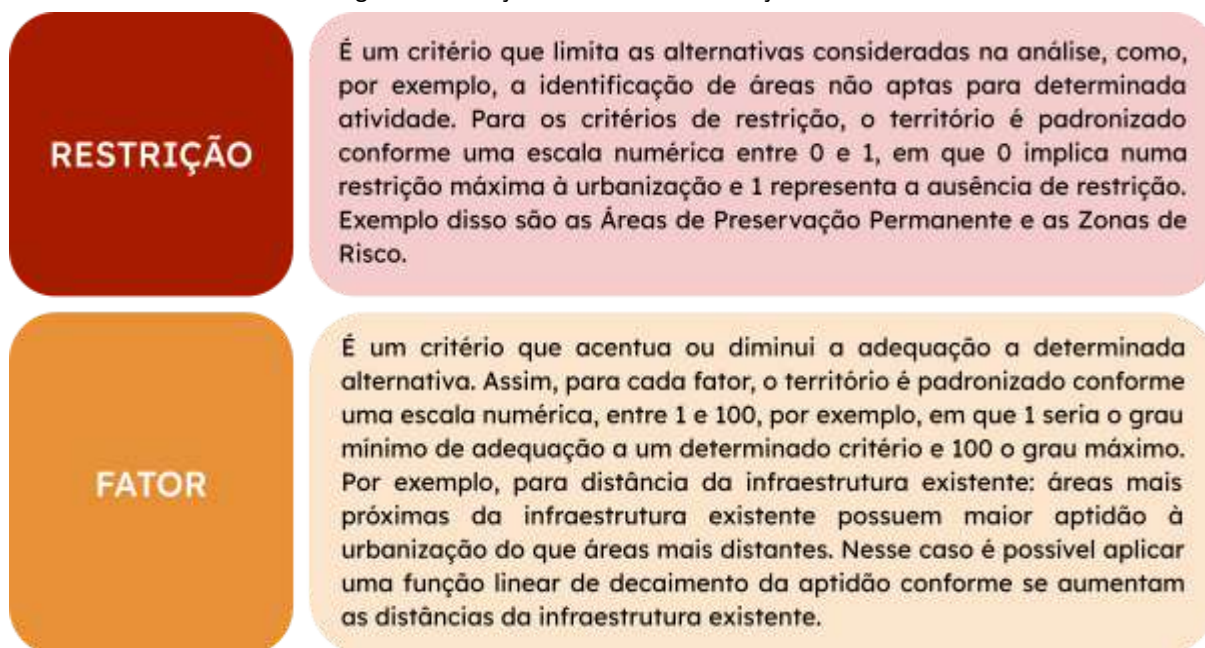 RESTRIÇÃO
É um critério que limita as alternativas consideradas na análise, como,
por exemplo, a identificação de áreas não aptas para determinada
atividade. Para os critérios de restrição, o território é padronizado
conforme uma escala numérica entre 0 e 1, em que 0 implica numa
restrição máxima à urbanização e 1 representa a ausência de restrição.
Exemplo disso são as Áreas de Preservação Permanente e as Zonas de
Risco.
FATOR
É um critério que acentua ou diminui a adequação a determinada
alternativa. Assim, para cada fator, o território é padronizado conforme
uma escala numérica, entre 1 e 100, por exemplo, em que 1 seria o grau
mínimo de adequação a um determinado critério e 100 o grau máximo.
Por exemplo, para distância da infraestrutura existente: áreas mais
próximas da infraestrutura existente possuem maior aptidão à
urbanização do que áreas mais distantes. Nesse caso é possível aplicar
uma função linear de decaimento da aptidão conforme se aumentam
as distâncias da infraestrutura existente.